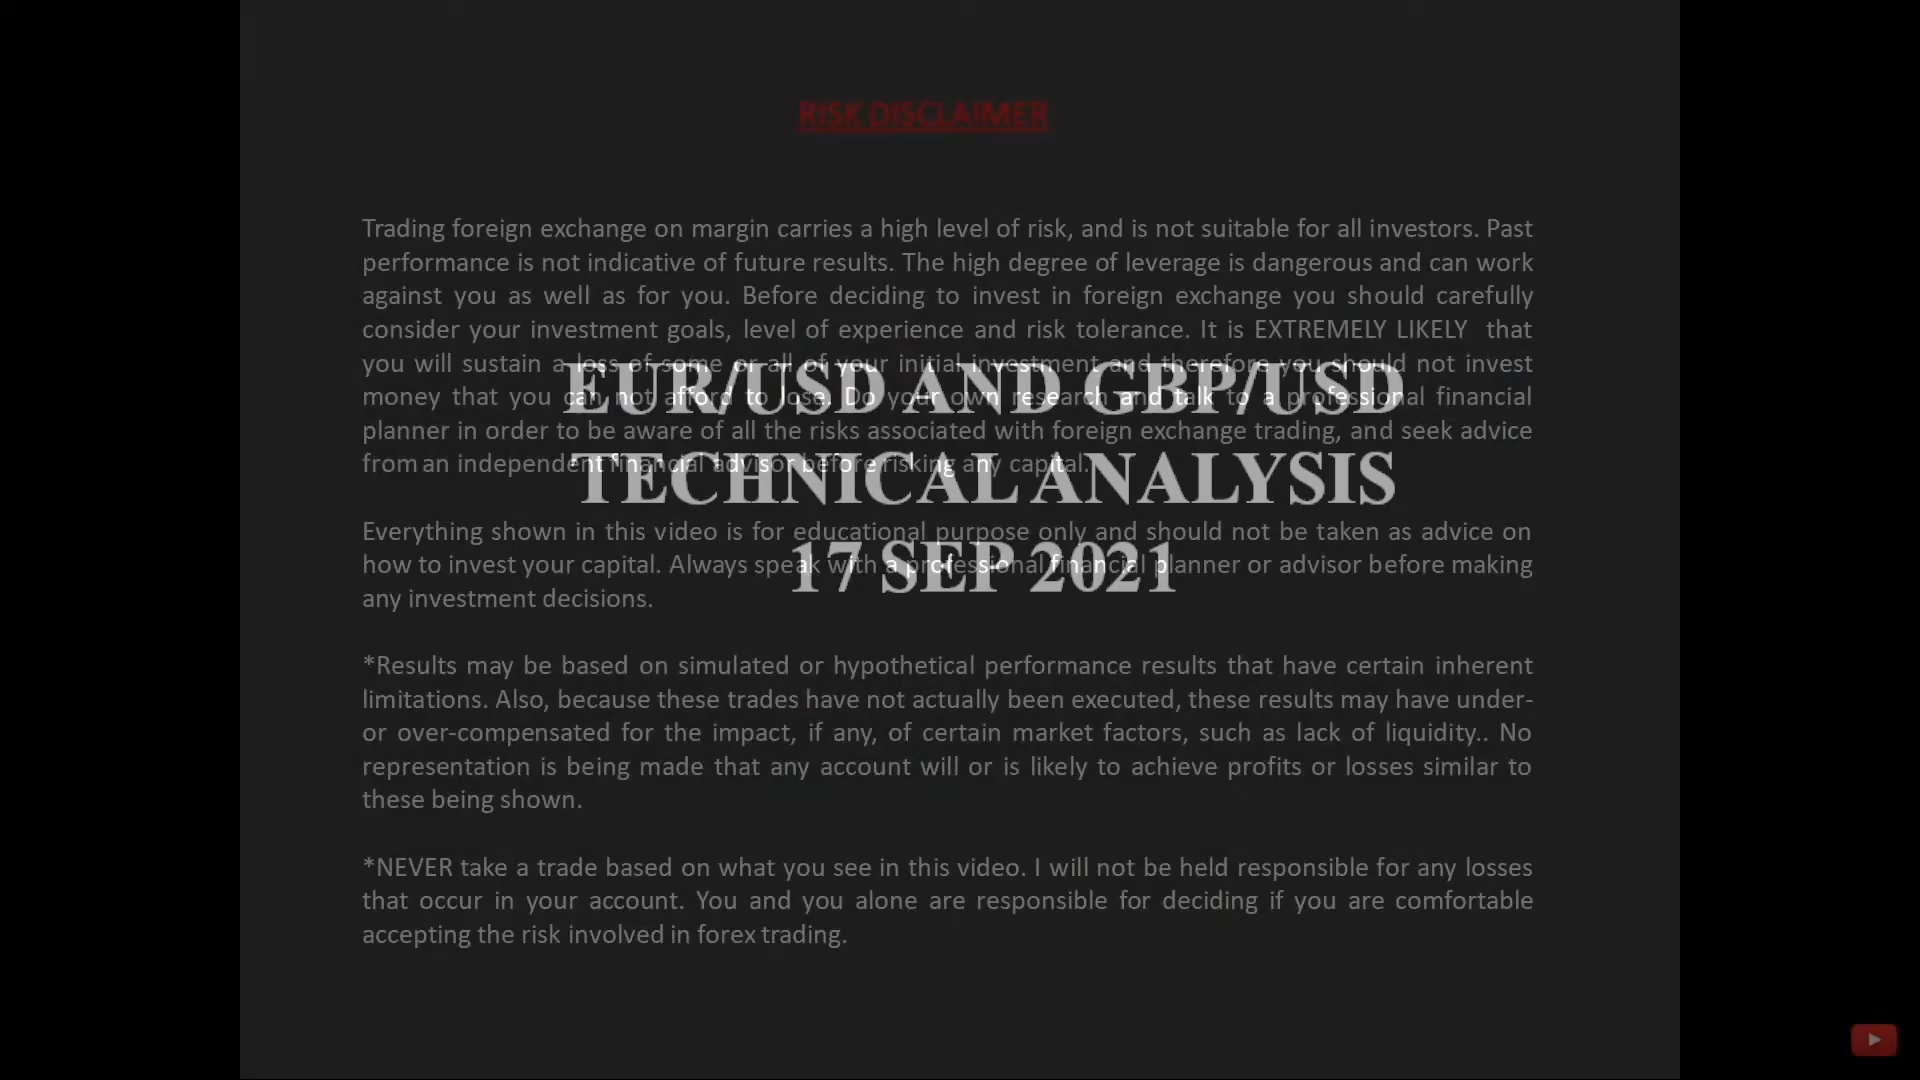 RISK DISCLAIMER
Trading foreign exchange on margin carries a high level of risk, and is not suitable for all investors. Past
performance is not indicative of future results. The high degree of leverage is dangerous and can work
against you as well as for you. Before deciding to invest in foreign exchange you should carefully
consider your investment goals, level of experience and risk tolerance. It is EXTREMELY LIKELY that
you will sustain a loss of some or all of your initial investment and therefore you should not invest
money that you can not afford to lose. Do your own research and talk to a professional financial
planner in order to be aware of all the risks associated with foreign exchange trading, and seek advice
from an independent financial advisor before risking any capital.
EUR/USD AND GBP/USD
TECHNICAL ANALYSIS
17 SEP 2021
Everything shown in this video is for educational purpose only and should not be taken as advice on
how to invest your capital. Always speak with a professional financial planner or advisor before making
any investment decisions.
*Results may be based on simulated or hypothetical performance results that have certain inherent
limitations. Also, because these trades have not actually been executed, these results may have under-
or over-compensated for the impact, if any, of certain market factors, such as lack of liquidity.. No
representation is being made that any account will or is likely to achieve profits or losses similar to
these being shown.
*NEVER take a trade based on what you see in this video. I will not be held responsible for any losses
that occur in your account. You and you alone are responsible for deciding if you are comfortable
accepting the risk involved in forex trading.